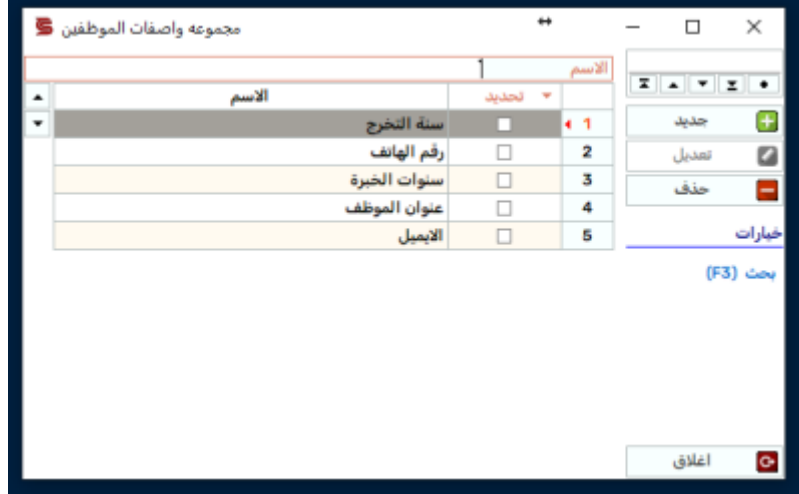 مجموعه واصفات الموظفين
الاسم 1
تحديد الاسم
1 سنة التخرج
2 رقم الهاتف
3 سنوات الخبرة
4 عنوان الموظف
5 الايميل
جديد
تعديل
حذف
خيارات
بحث (F3)
اغلاق